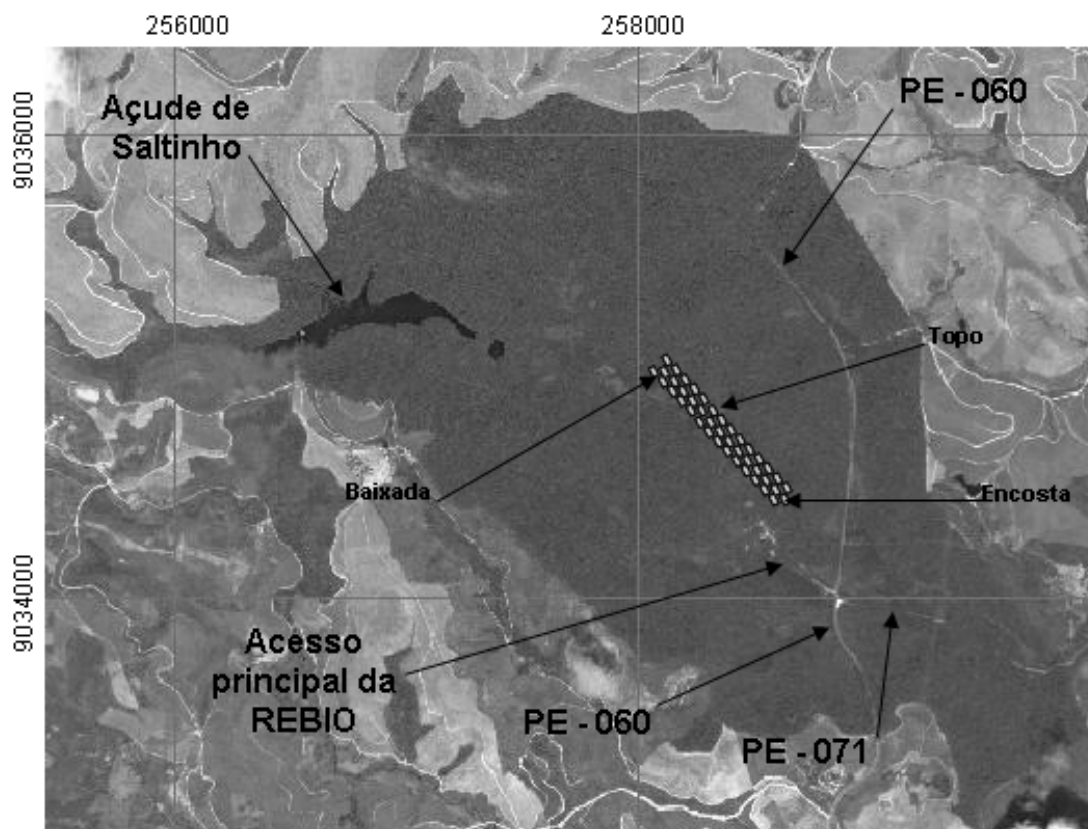 256000
258000
PE - 060
Açude de
Saltinho
9036000
Topo
Baixada
Encosta
9034000
Acesso
principal da
REBIO
PE - 060
PE - 071